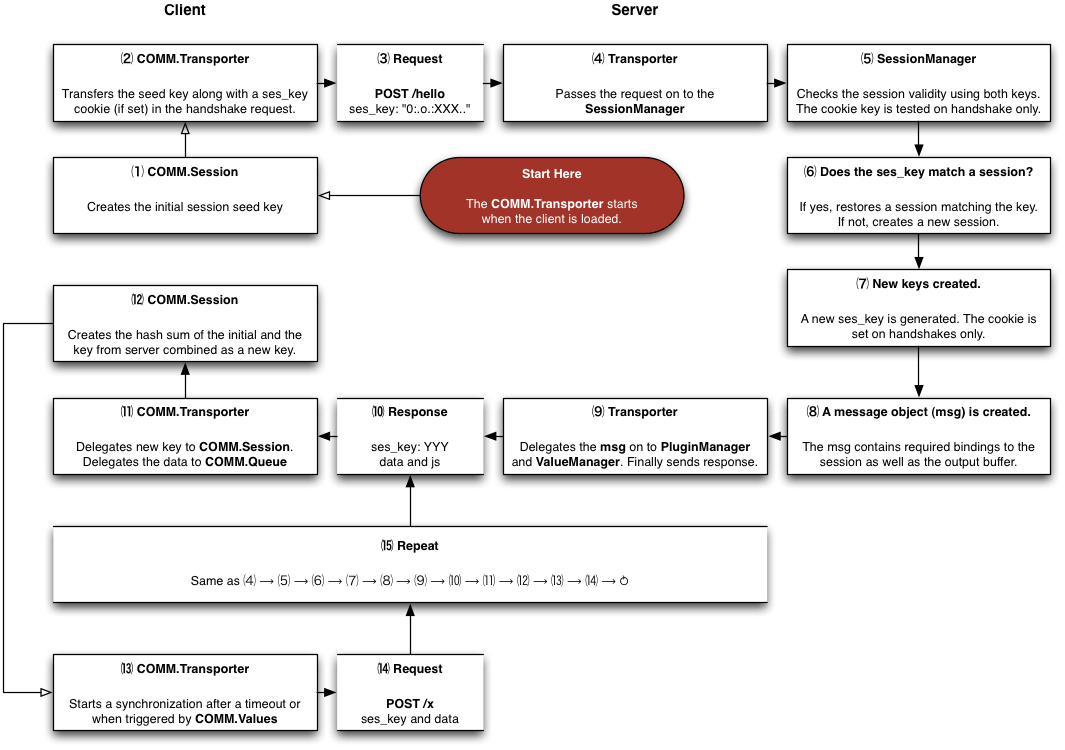 Client
Server
⑵ COMM.Transporter
Transfers the seed key along with a ses_key
cookie (if set) in the handshake request.
⑶ Request
POST /hello
ses_key: "0:.o.:XXX.."
⑷ Transporter
Passes the request on to the
SessionManager
⑸ SessionManager
Checks the session validity using both keys.
The cookie key is tested on handshake only.
⑴ COMM.Session
Creates the initial session seed key
Start Here
The COMM.Transporter starts
when the client is loaded.
⑹ Does the ses_key match a session?
If yes, restores a session matching the key.
If not, creates a new session.
⑺ New keys created.
A new ses_key is generated. The cookie is
set on handshakes only.
⑿ COMM.Session
Creates the hash sum of the initial and the
key from server combined as a new key.
⑾ COMM.Transporter
Delegates new key to COMM.Session.
Delegates the data to COMM.Queue
⑽ Response
ses_key: YYY
data and js
⑼ Transporter
Delegates the msg on to PluginManager
and ValueManager. Finally sends response.
⑻ A message object (msg) is created.
The msg contains required bindings to the
session as well as the output buffer.
⒂ Repeat
Same as ⑷ → ⑸ → ⑹ → ⑺ → ⑻ → ⑼ → ⑽ → ⑾ → ⑿ → ⒀ → ⒁ → ↻
⒀ COMM.Transporter
Starts a synchronization after a timeout or
when triggered by COMM.Values
⒁ Request
POST /x
ses_key and data